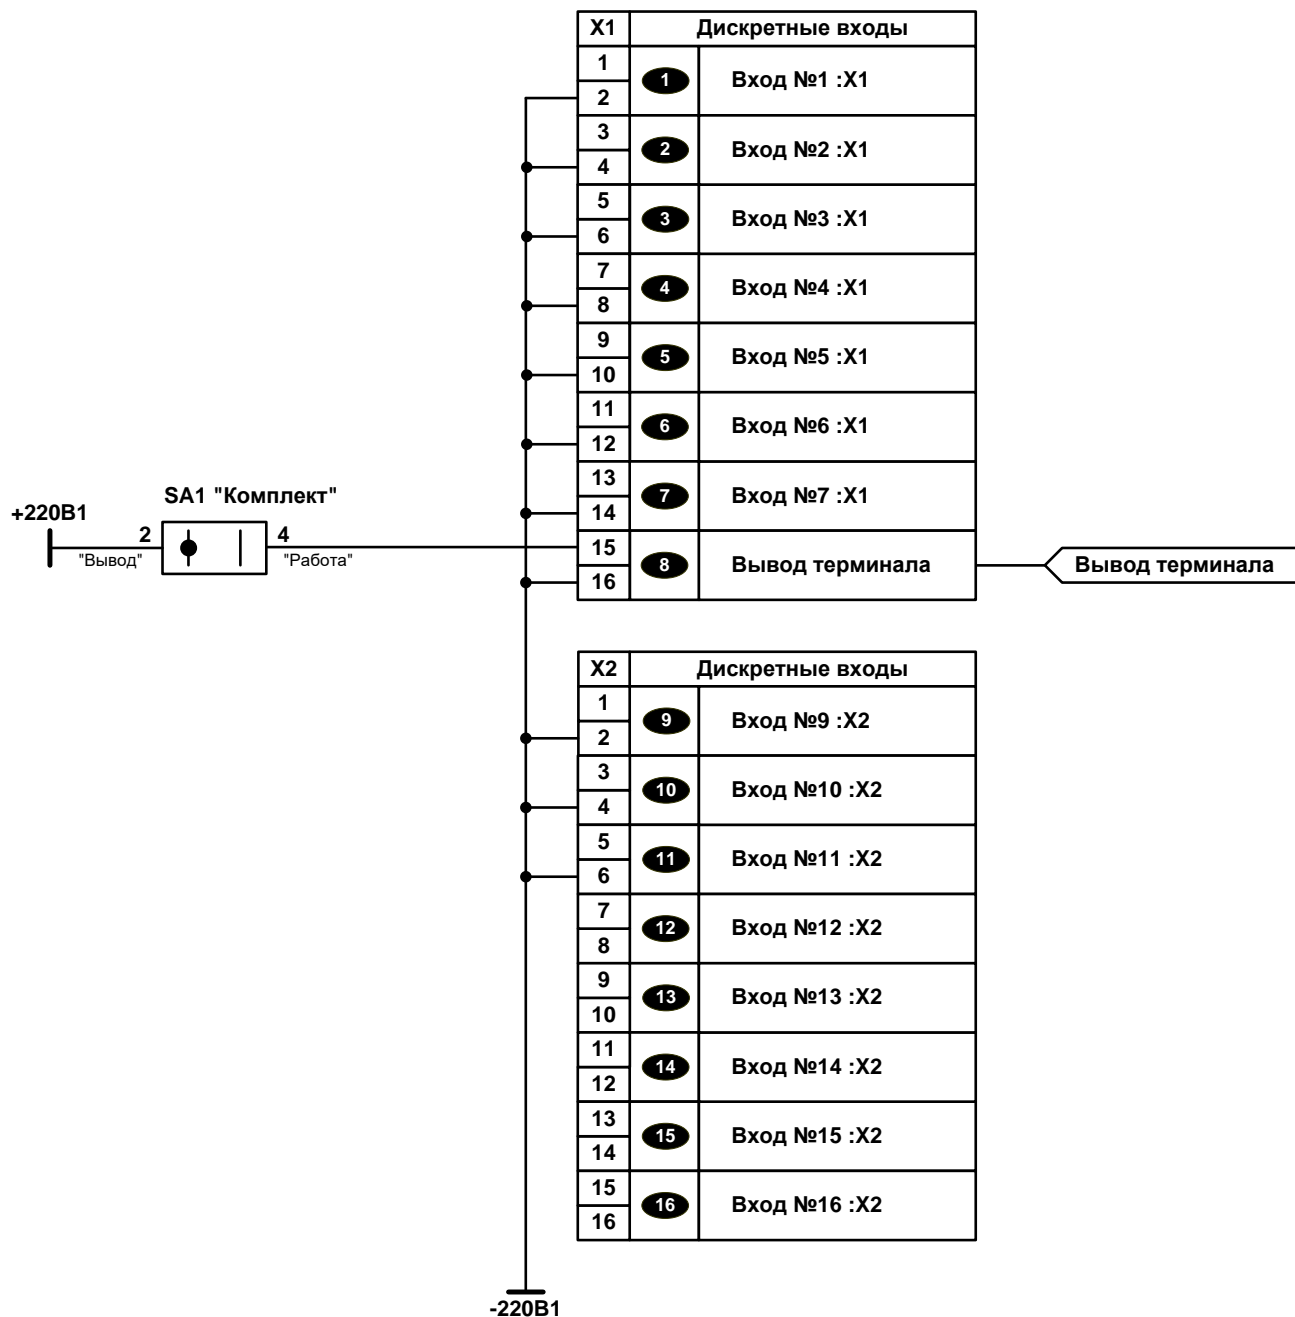 X1 Дискретные входы
1
1 Вход №1 :X1
2
3
2 Вход №2 :X1
4
5
3 Вход №3 :X1
6
7
4 Вход №4 :X1
8
9
5 Вход №5 :X1
10
11
6 Вход №6 :X1
12
13
7 Вход №7 :X1
14
SA1 "Комплект"
+220В1
2 4
"Вывод" "Работа"
15
8 Вывод терминала
16
Вывод терминала
X2 Дискретные входы
1
9 Вход №9 :X2
2
3
10 Вход №10 :X2
4
5
11 Вход №11 :X2
6
7
12 Вход №12 :X2
8
9
13 Вход №13 :X2
10
11
14 Вход №14 :X2
12
13
15 Вход №15 :X2
14
15
16 Вход №16 :X2
16
-220В1